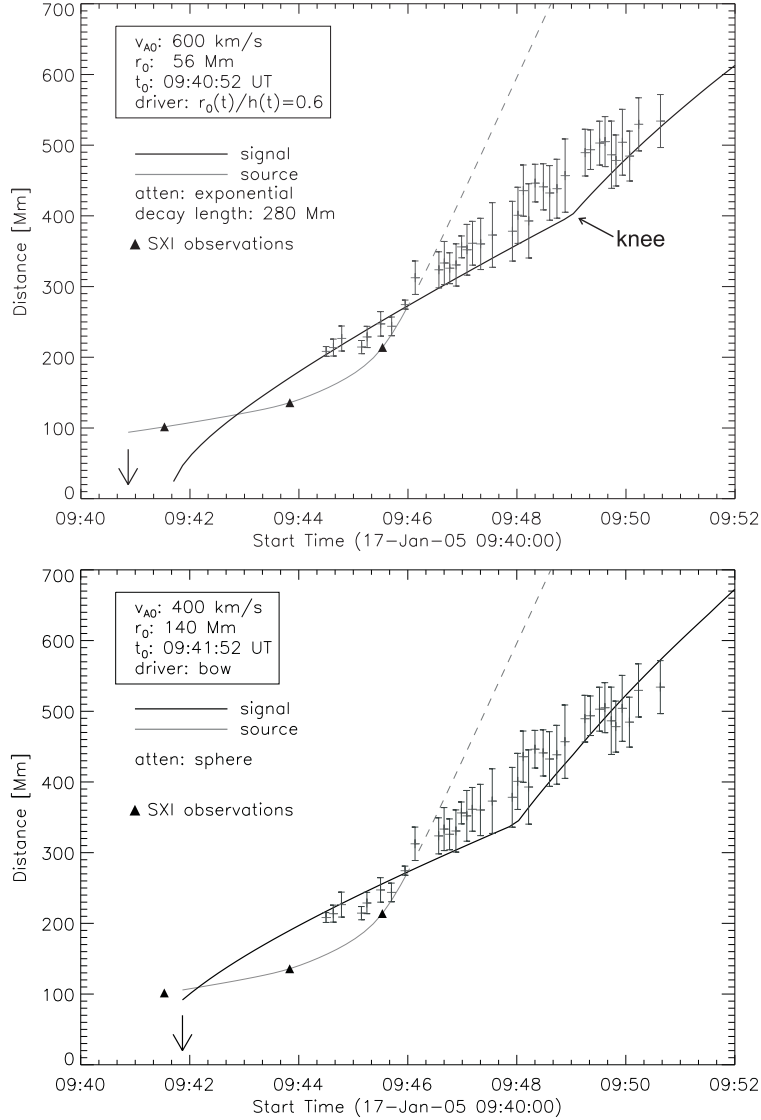 700
600
500
400
300
200
100
0
Distance [Mm]
v_A0: 600 km/s
r_0: 56 Mm
t_0: 09:40:52 UT
driver: r_0(t)/h(t)=0.6
signal
source
atten: exponential
decay length: 280 Mm
▲ SXI observations
knee
09:40 09:42 09:44 09:46 09:48 09:50 09:52
Start Time (17-Jan-05 09:40:00)
700
600
500
400
300
200
100
0
Distance [Mm]
v_A0: 400 km/s
r_0: 140 Mm
t_0: 09:41:52 UT
driver: bow
signal
source
atten: sphere
▲ SXI observations
09:40 09:42 09:44 09:46 09:48 09:50 09:52
Start Time (17-Jan-05 09:40:00)